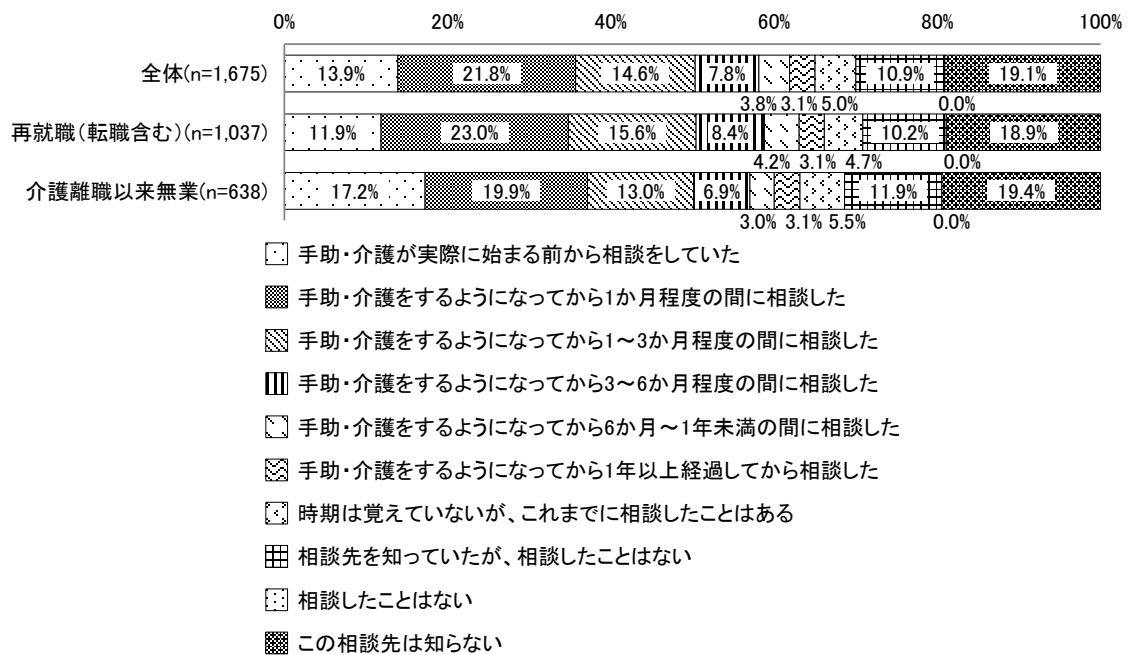 0% 20% 40% 60% 80% 100%
全体(n=1,675) 13.9% 21.8% 14.6% 7.8% 10.9% 19.1%
3.8% 3.1% 5.0% 0.0%
再就職(転職含む)(n=1,037) 11.9% 23.0% 15.6% 8.4% 10.2% 18.9%
4.2% 3.1% 4.7% 0.0%
介護離職以来無業(n=638) 17.2% 19.9% 13.0% 6.9% 11.9% 19.4%
3.0% 3.1% 5.5% 0.0%
手助・介護が実際に始まる前から相談をしていた
手助・介護をするようになってから1か月程度の間に相談した
手助・介護をするようになってから1～3か月程度の間に相談した
手助・介護をするようになってから3～6か月程度の間に相談した
手助・介護をするようになってから6か月～1年未満の間に相談した
手助・介護をするようになってから1年以上経過してから相談した
時期は覚えていないが、これまでに相談したことはある
相談先を知っていたが、相談したことはない
相談したことはない
この相談先は知らない